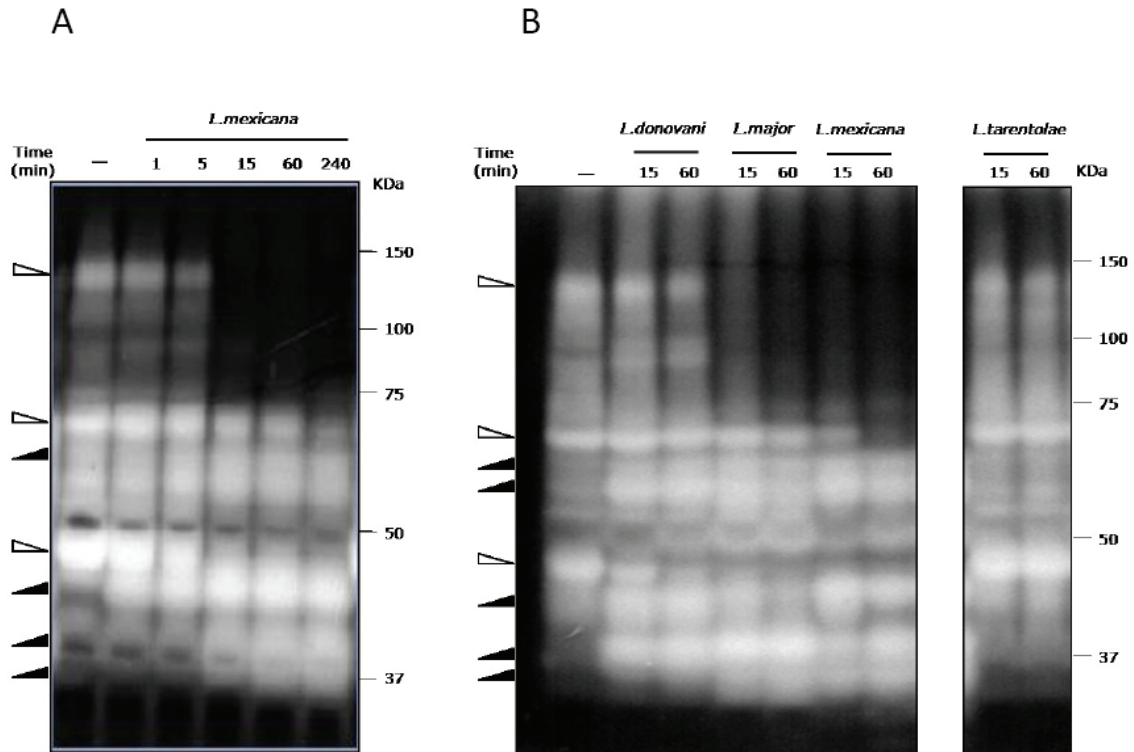 A
B
L.mexicana
Time
(min)
— 1 5 15 60 240
KDa
150
100
75
50
37
L.donovani L.major L.mexicana L.tarentolae
Time
(min)
— 15 60 15 60 15 60 15 60 KDa
150
100
75
50
37